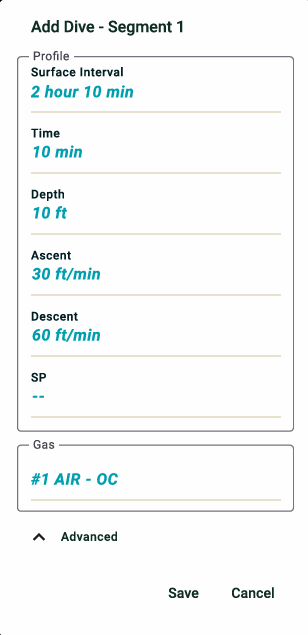 Add Dive - Segment 1
Profile
Surface Interval
2 hour 10 min
Time
10 min
Depth
10 ft
Ascent
30 ft/min
Descent
60 ft/min
SP
--
Gas
#1 AIR - OC
Advanced
Save Cancel